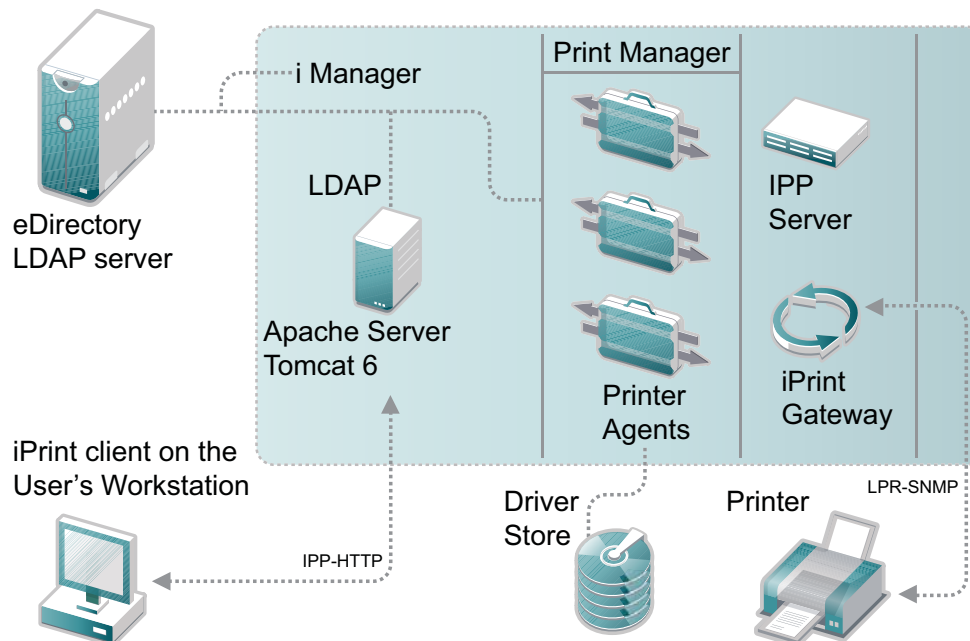 Print Manager
i Manager
LDAP
IPP
Server
eDirectory
LDAP server
Apache Server
Tomcat 6
Printer
Agents
iPrint
Gateway
iPrint client on the
User's Workstation
Driver
Store
Printer
LPR-SNMP
IPP-HTTP